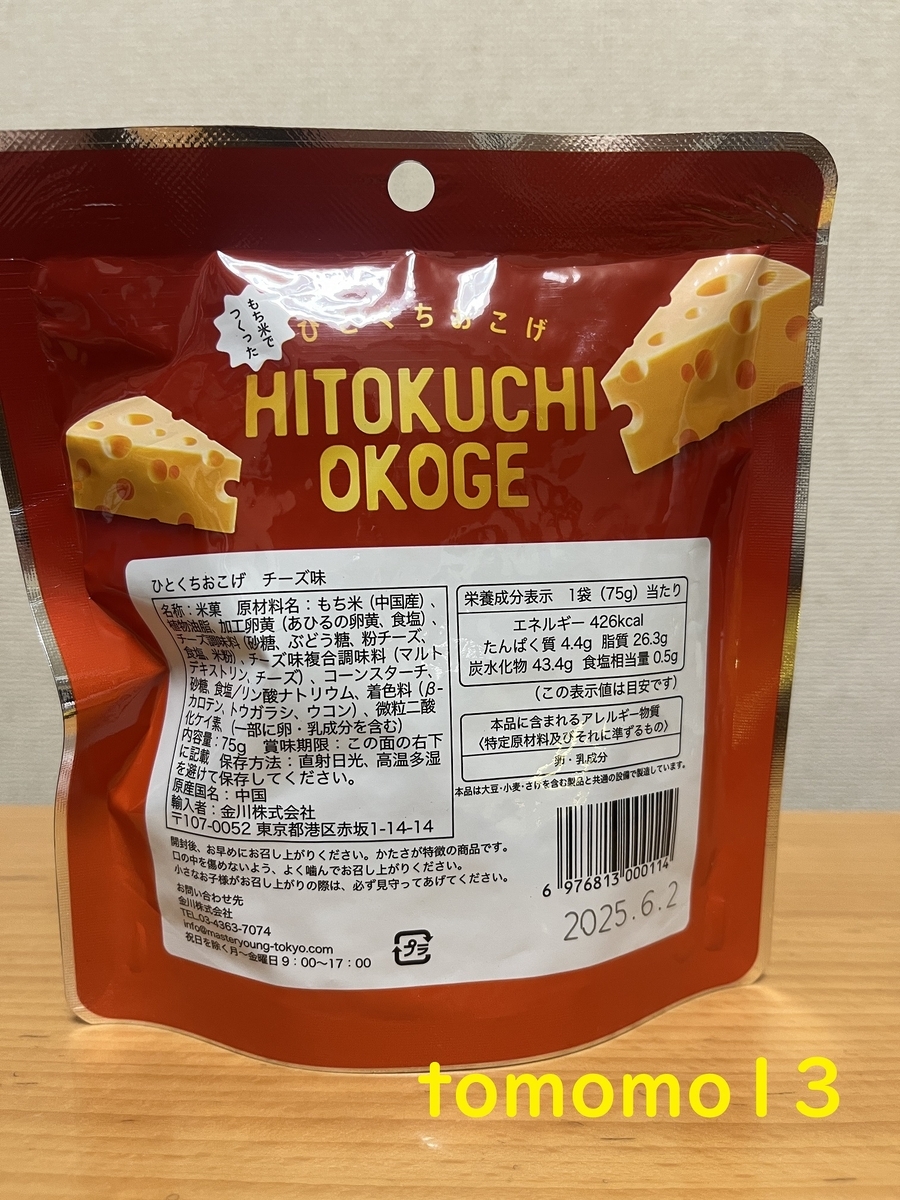 もち米で
つくった
ひとくちおこげ
HITOKUCHI
OKOGE
ひとくちおこげ チーズ味
名称：米菓 原材料名：もち米（中国産）、
植物油脂、加工卵黄（あひるの卵黄、食塩）、
チーズ調味料（砂糖、ぶどう糖、粉チーズ、
食塩、米粉）、チーズ味複合調味料（マルト
デキストリン、チーズ）、コーンスターチ、
砂糖、食塩／リン酸ナトリウム、着色料（β-
カロテン、トウガラシ、ウコン）、微粒二酸
化ケイ素（一部に卵・乳成分を含む）
内容量：75g 賞味期限：この面の右下
に記載 保存方法：直射日光、高温多湿
を避けて保存してください。
原産国名：中国
輸入者：金川株式会社
〒107-0052 東京都港区赤坂1-14-14
栄養成分表示 1袋（75g）当たり
エネルギー 426kcal
たんぱく質 4.4g 脂質 26.3g
炭水化物 43.4g 食塩相当量 0.5g
（この表示値は目安です）
本品に含まれるアレルギー物質
〈特定原材料及びそれに準ずるもの〉
卵・乳成分
本品は大豆・小麦・さけを含む製品と共通の設備で製造しています。
開封後、お早めにお召し上がりください。かたさが特徴の商品です。
口の中を傷めないよう、よく噛んでお召し上がりください。
小さなお子様がお召し上がりの際は、必ず見守ってあげてください。
お問い合わせ先
金川株式会社
TEL.03-4363-7074
info@masteryoung-tokyo.com
祝日を除く月〜金曜日 9：00〜17：00
プラ
6 976813 000114
2025.6.2
tomomo13